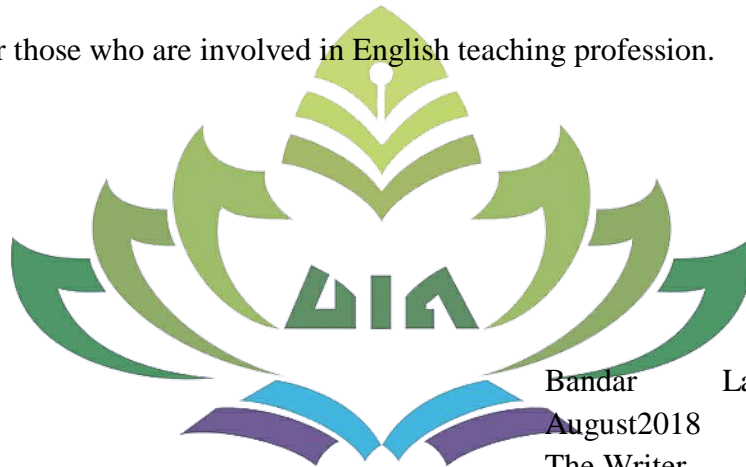 r those who are involved in English teaching profession.
UIN
Bandar La
August2018
The Writer